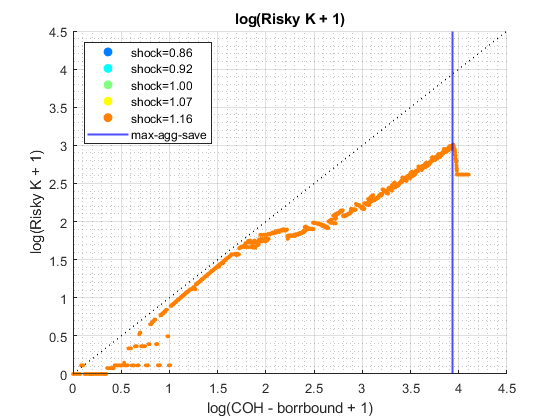 log(Risky K + 1)
4.5
4
3.5
3
2.5
2
1.5
1
0.5
0
log(Risky K + 1)
shock=0.86
shock=0.92
shock=1.00
shock=1.07
shock=1.16
max-agg-save
0 0.5 1 1.5 2 2.5 3 3.5 4 4.5
log(COH - borrbound + 1)